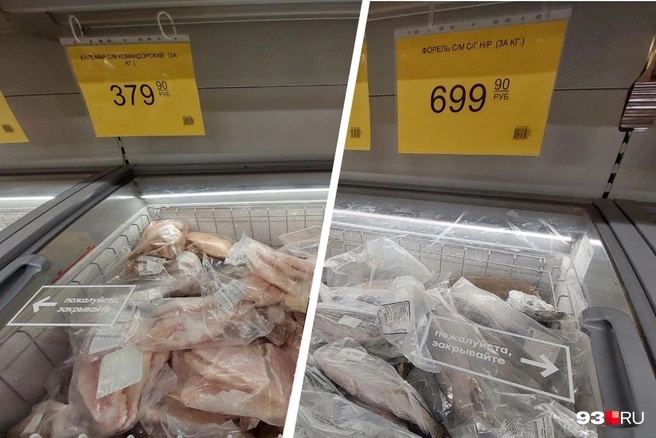 КАЛЬМАР С/М КОМАНДОРСКИЙ (ЗА
КГ.)
379 90
РУБ.
пожалуйста,
закрывайте
ФОРЕЛЬ С/М С/Г Н/Р (ЗА КГ.)
699 90
РУБ.
пожалуйста,
закрывайте
93 RU